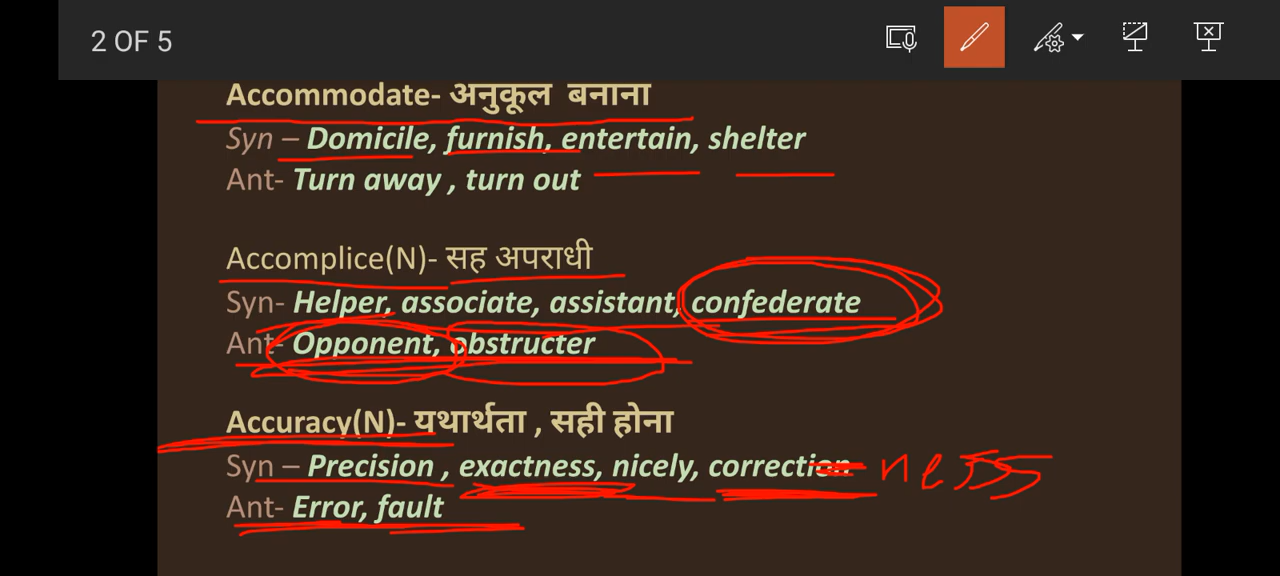 2 OF 5
Accommodate- अनुकूल बनाना
Syn – Domicile, furnish, entertain, shelter
Ant- Turn away , turn out
Accomplice(N)- सह अपराधी
Syn- Helper, associate, assistant, confederate
Ant- Opponent, obstructer
Accuracy(N)- यथार्थता , सही होना
Syn – Precision , exactness, nicely, correction ness
Ant- Error, fault